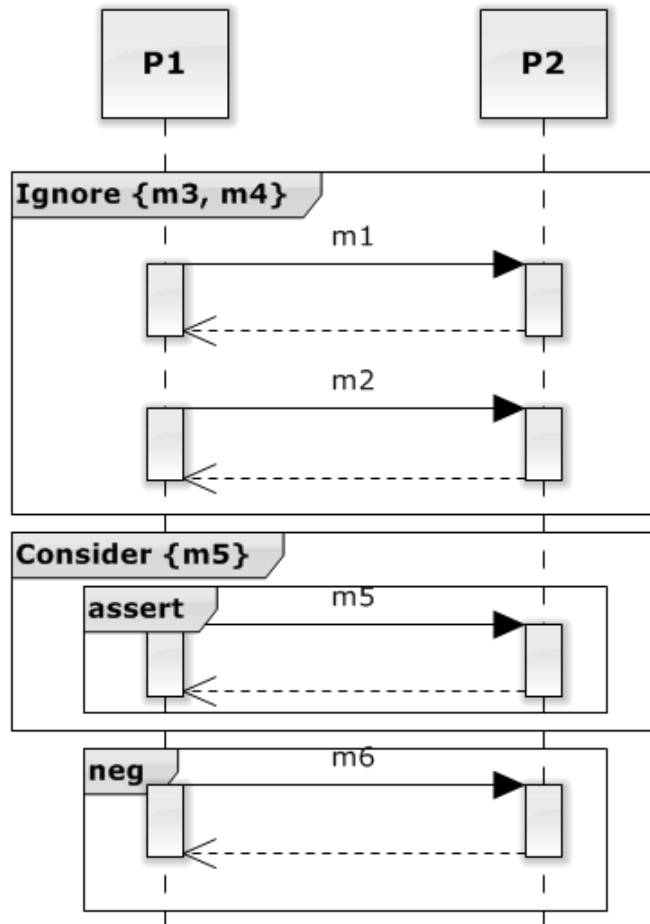 P1
P2
Ignore {m3, m4}
m1
m2
Consider {m5}
assert
m5
neg
m6